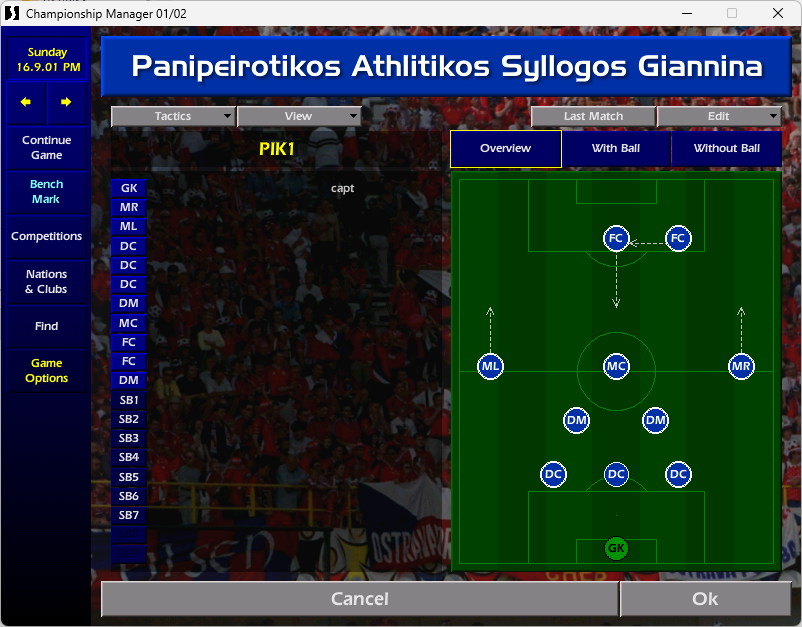 Championship Manager 01/02
Sunday
16.9.01 PM
Continue
Game
Bench
Mark
Competitions
Nations
& Clubs
Find
Game
Options
Panipeirotikos Athlitikos Syllogos Giannina
Tactics
View
Last Match
Edit
PIK1
Overview
With Ball
Without Ball
GK capt
MR
ML
DC
DC
DC
DM
MC
FC
FC
DM
SB1
SB2
SB3
SB4
SB5
SB6
SB7
FC FC
ML MC MR
DM DM
DC DC DC
GK
Cancel
Ok